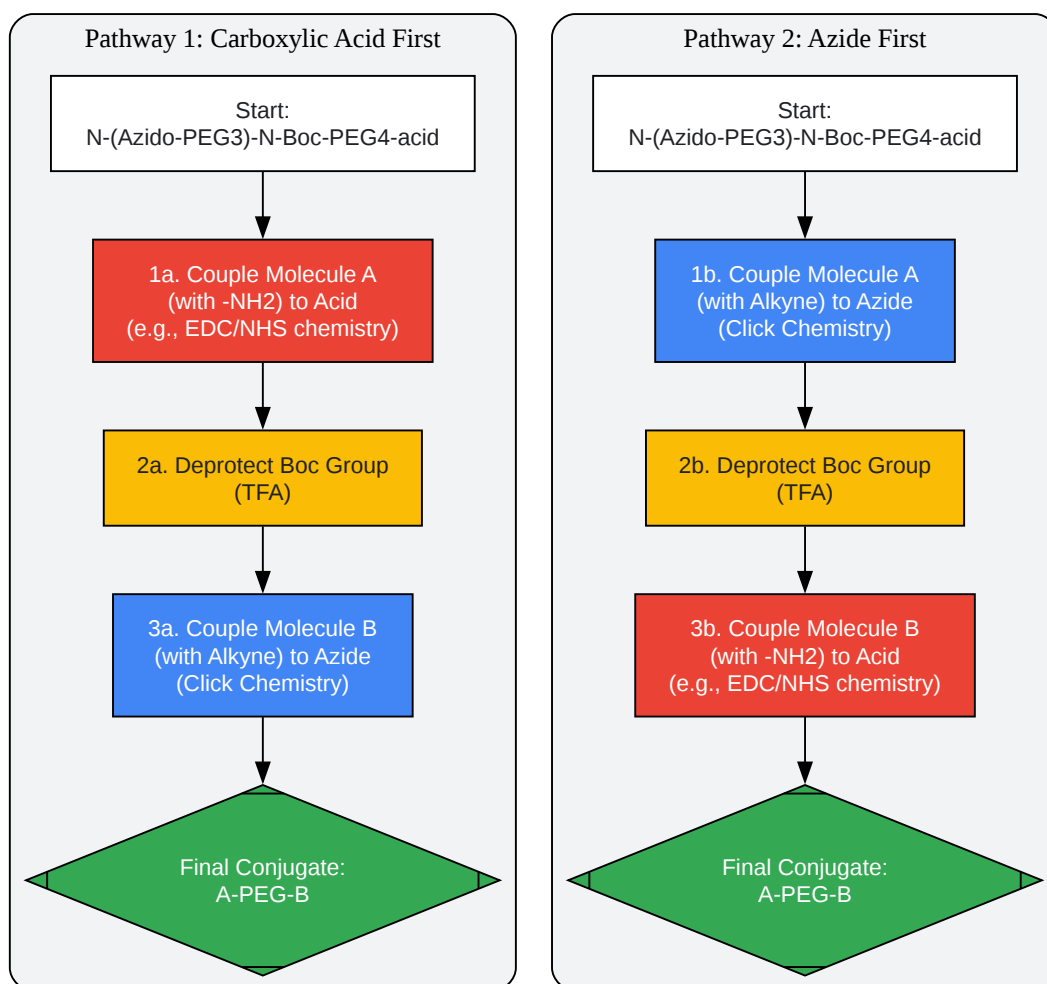 Pathway 1: Carboxylic Acid First
Start:
N-(Azido-PEG3)-N-Boc-PEG4-acid
1a. Couple Molecule A
(with -NH2) to Acid
(e.g., EDC/NHS chemistry)
2a. Deprotect Boc Group
(TFA)
3a. Couple Molecule B
(with Alkyne) to Azide
(Click Chemistry)
Final Conjugate:
A-PEG-B
Pathway 2: Azide First
Start:
N-(Azido-PEG3)-N-Boc-PEG4-acid
1b. Couple Molecule A
(with Alkyne) to Azide
(Click Chemistry)
2b. Deprotect Boc Group
(TFA)
3b. Couple Molecule B
(with -NH2) to Acid
(e.g., EDC/NHS chemistry)
Final Conjugate:
A-PEG-B